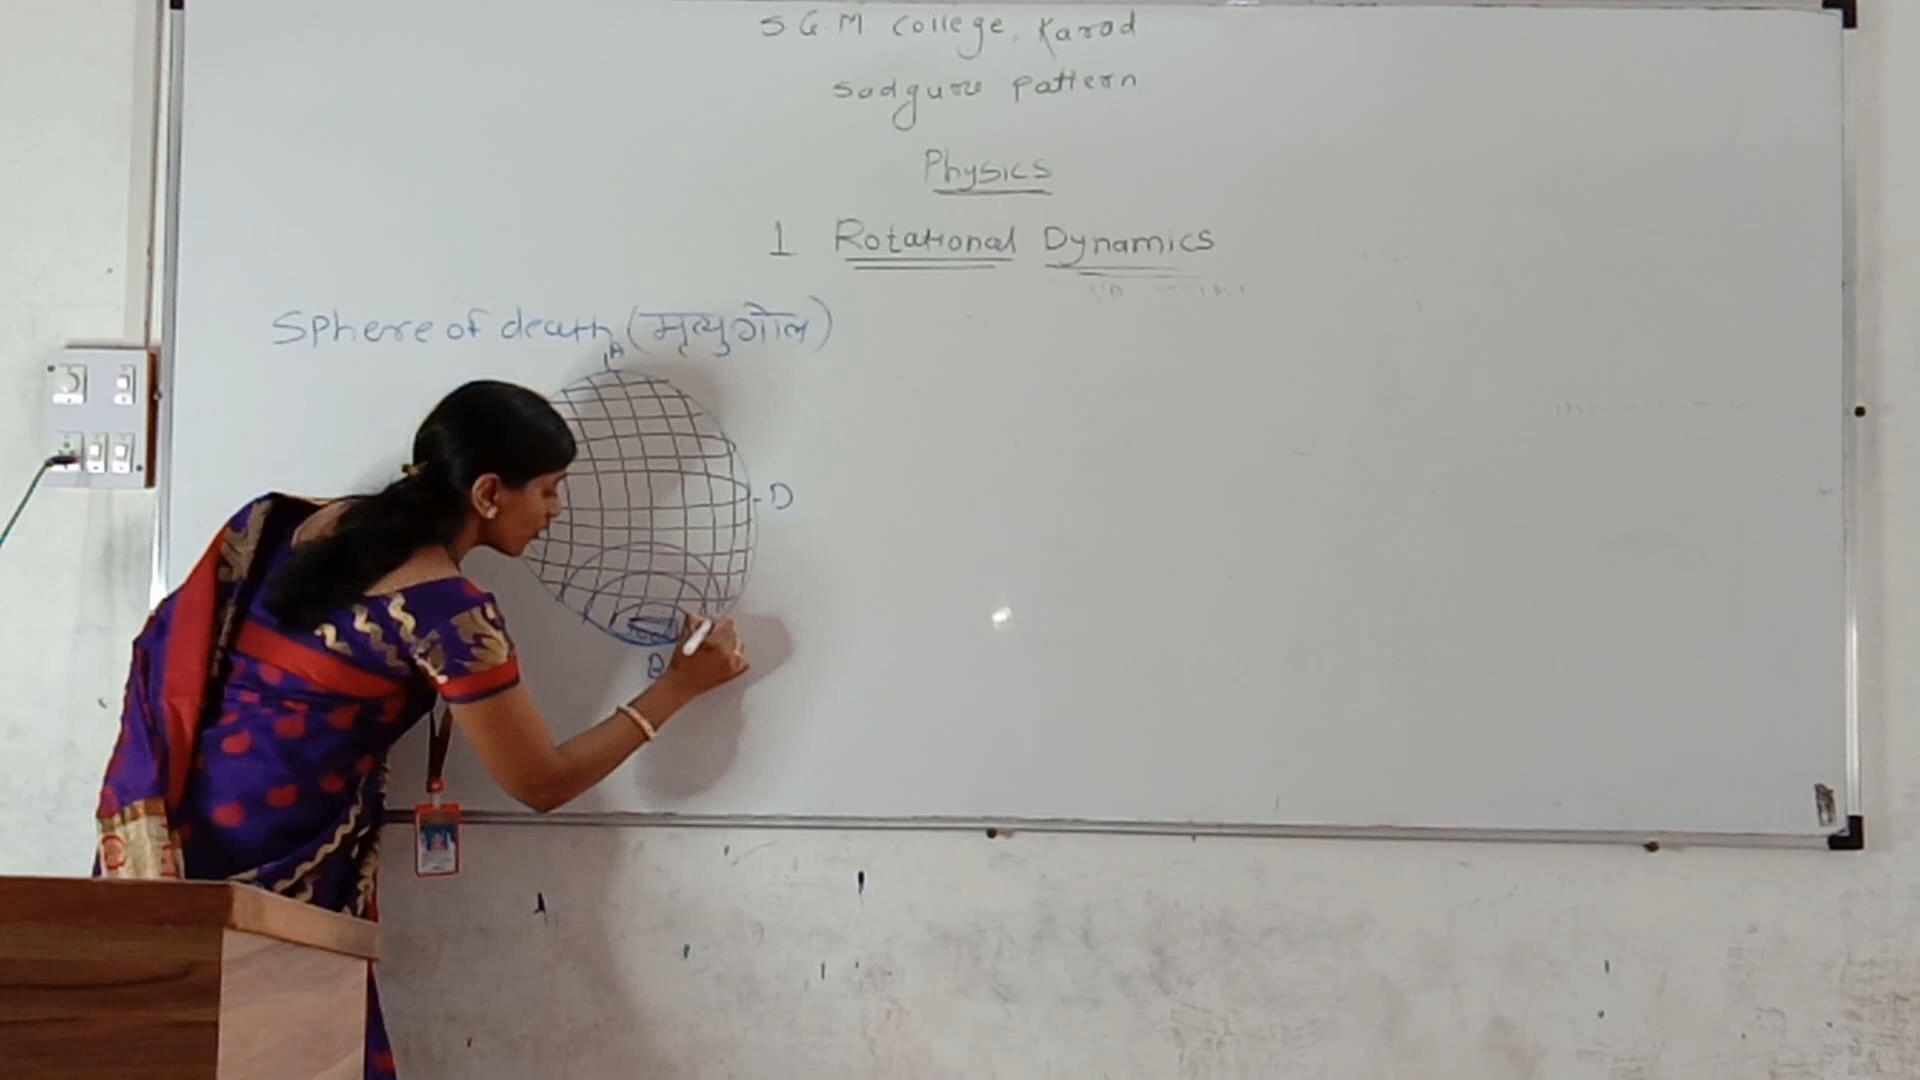 S.G.M. College, Karad
Sadguru Pattern
Physics
1 Rotational Dynamics
Sphere of death (मृत्युगोल)
A
D
B